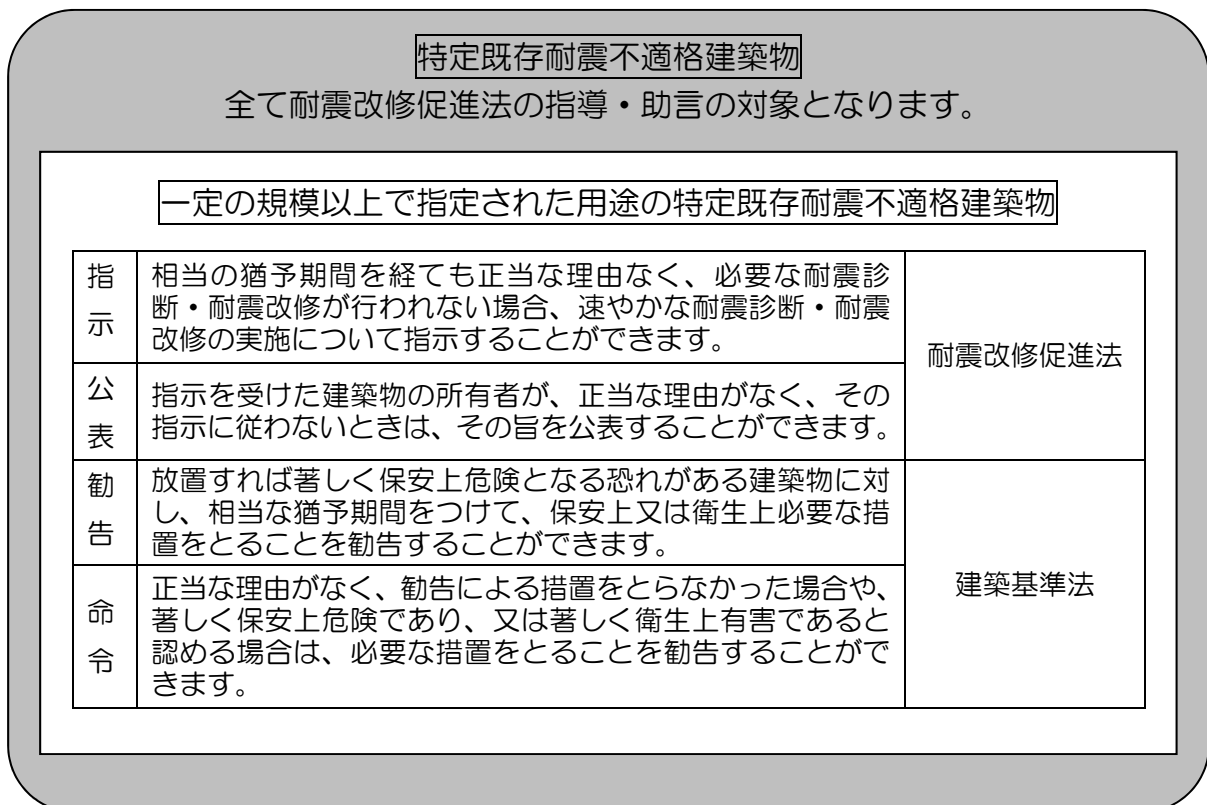 特定既存耐震不適格建築物
全て耐震改修促進法の指導・助言の対象となります。
一定の規模以上で指定された用途の特定既存耐震不適格建築物
指示
相当の猶予期間を経ても正当な理由なく、必要な耐震診
断・耐震改修が行われない場合、速やかな耐震診断・耐震
改修の実施について指示することができます。
耐震改修促進法
公表
指示を受けた建築物の所有者が、正当な理由がなく、その
指示に従わないときは、その旨を公表することができます。
勧告
放置すれば著しく保安上危険となる恐れがある建築物に対
し、相当な猶予期間をつけて、保安上又は衛生上必要な措
置をとることを勧告することができます。
建築基準法
命令
正当な理由がなく、勧告による措置をとらなかった場合や、
著しく保安上危険であり、又は著しく衛生上有害であると
認める場合は、必要な措置をとることを勧告することがで
きます。